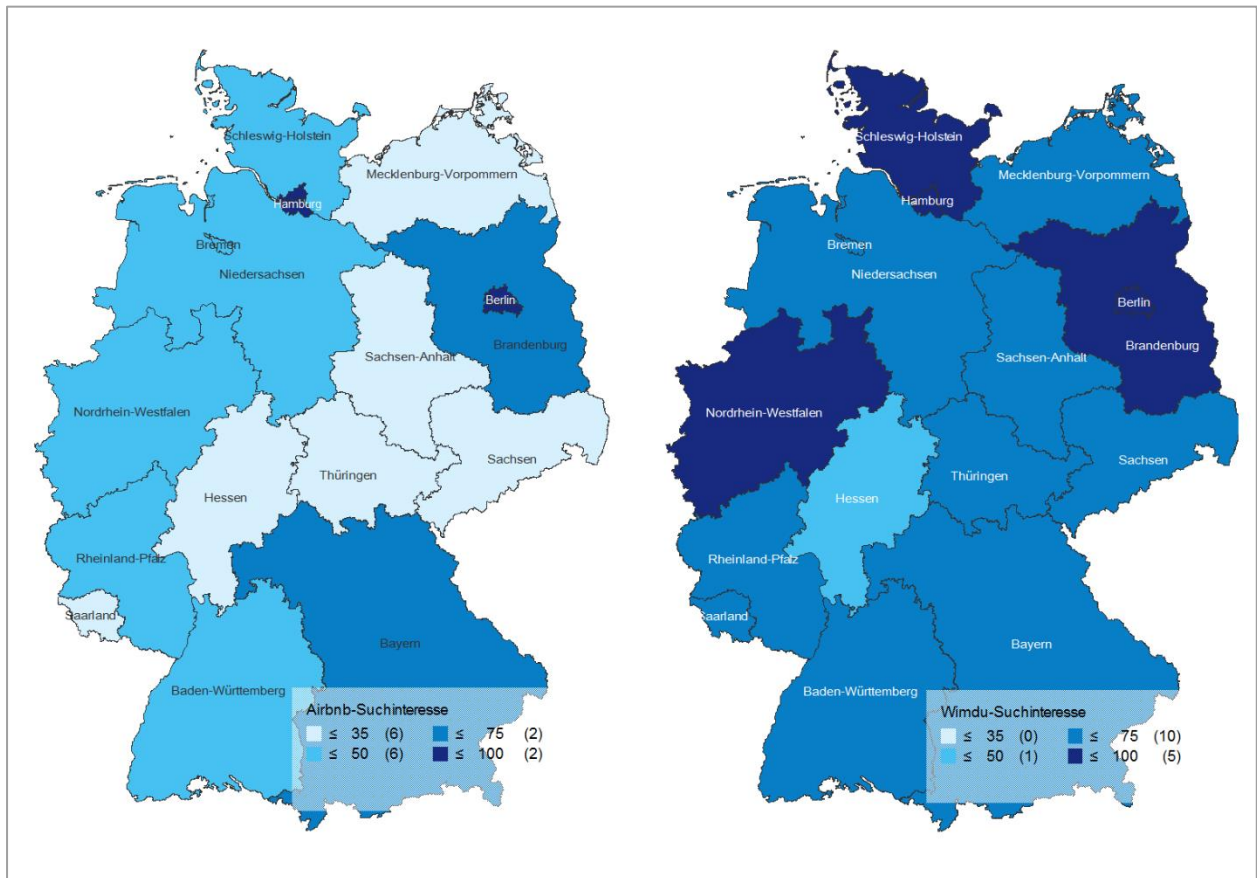 Schleswig-Holstein
Mecklenburg-Vorpommern
Hamburg
Bremen
Niedersachsen
Berlin
Brandenburg
Sachsen-Anhalt
Nordrhein-Westfalen
Sachsen
Thüringen
Hessen
Rheinland-Pfalz
Saarland
Bayern
Baden-Württemberg
Airbnb-Suchinteresse
≤ 35 (6) ≤ 75 (2)
≤ 50 (6) ≤ 100 (2)
Schleswig-Holstein
Mecklenburg-Vorpommern
Hamburg
Bremen
Niedersachsen
Berlin
Brandenburg
Sachsen-Anhalt
Nordrhein-Westfalen
Sachsen
Thüringen
Hessen
Rheinland-Pfalz
Saarland
Bayern
Baden-Württemberg
Wimdu-Suchinteresse
≤ 35 (0) ≤ 75 (10)
≤ 50 (1) ≤ 100 (5)